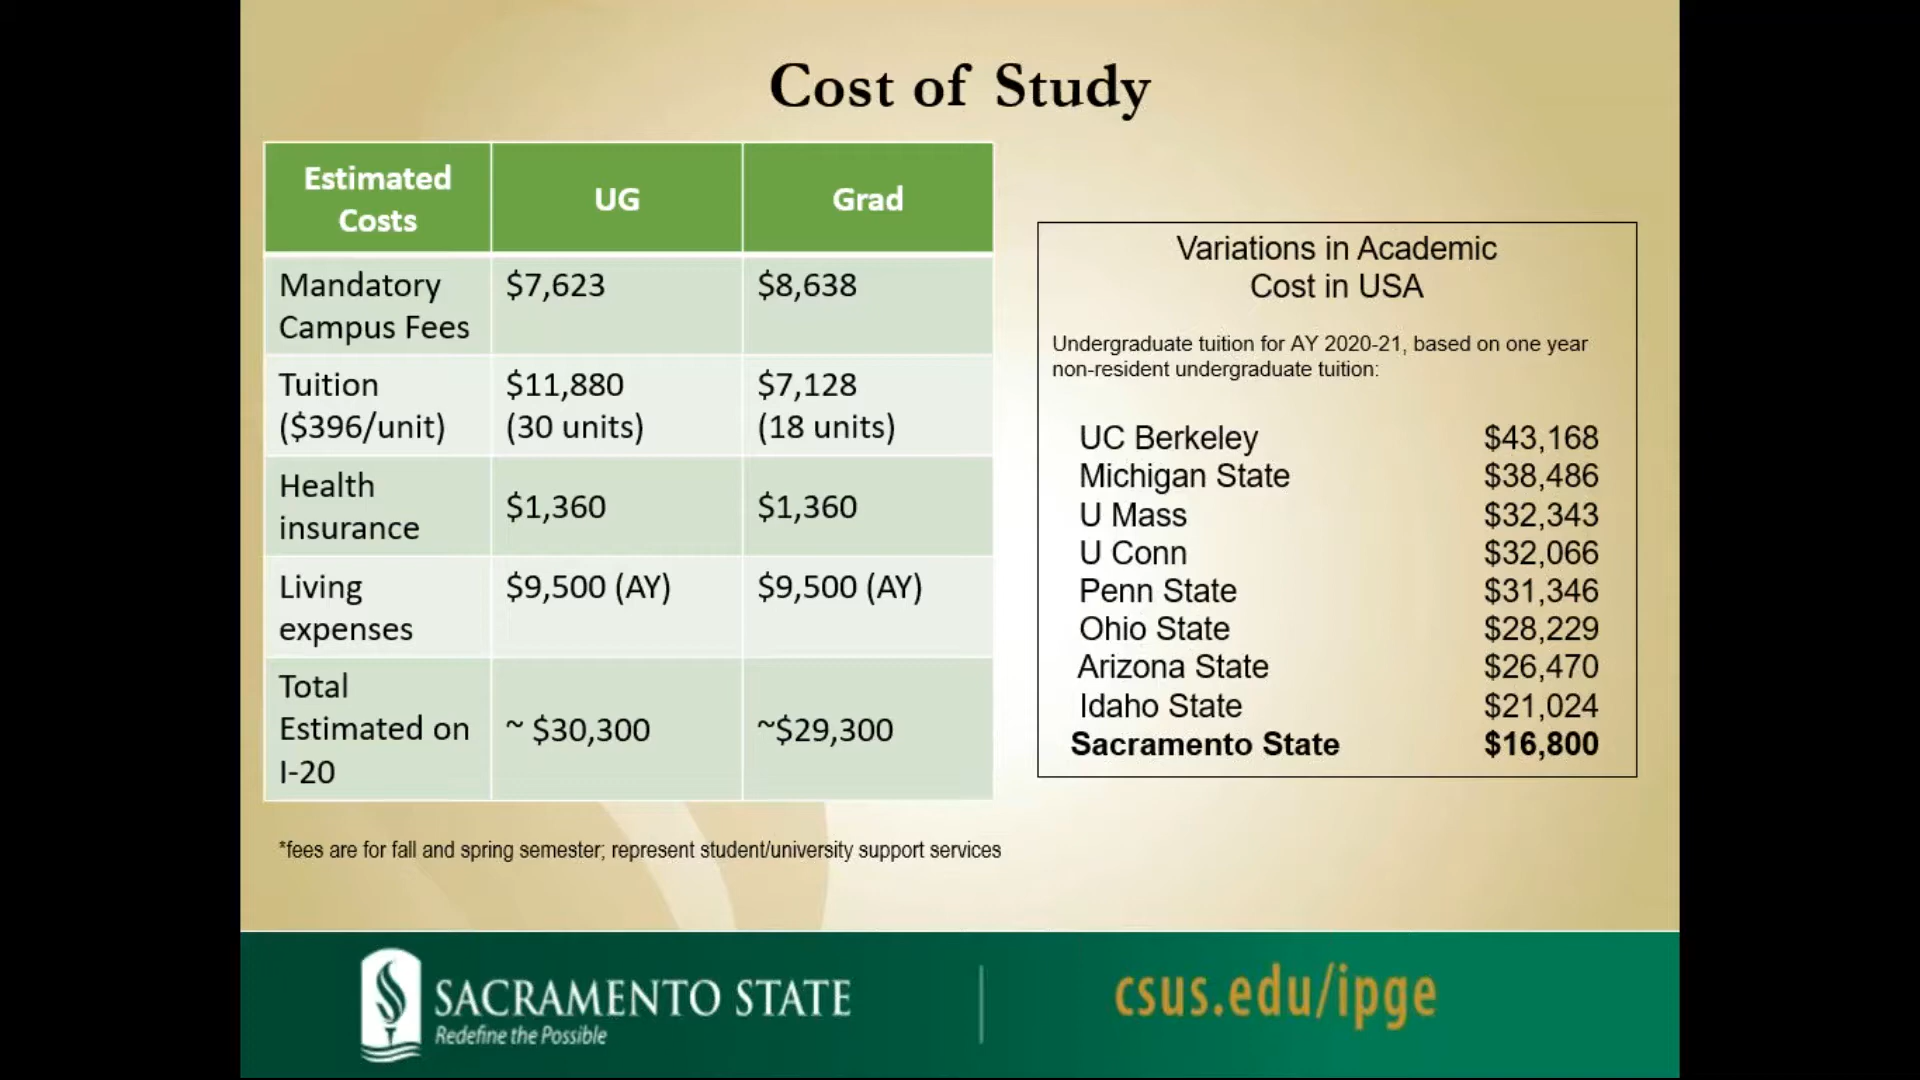 Cost of Study
Estimated
Costs
UG
Grad
Mandatory
Campus Fees
$7,623
$8,638
Tuition
($396/unit)
$11,880
(30 units)
$7,128
(18 units)
Health
insurance
$1,360
$1,360
Living
expenses
$9,500 (AY)
$9,500 (AY)
Total
Estimated on
I-20
~ $30,300
~$29,300
*fees are for fall and spring semester; represent student/university support services
Variations in Academic
Cost in USA
Undergraduate tuition for AY 2020-21, based on one year
non-resident undergraduate tuition:
UC Berkeley $43,168
Michigan State $38,486
U Mass $32,343
U Conn $32,066
Penn State $31,346
Ohio State $28,229
Arizona State $26,470
Idaho State $21,024
Sacramento State $16,800
SACRAMENTO STATE
Redefine the Possible
csus.edu/ipge